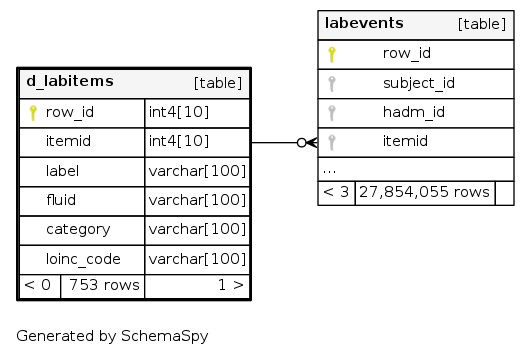 labevents [table]
row_id
subject_id
hadm_id
itemid
...
< 3 27,854,055 rows
d_labitems [table]
row_id int4[10]
itemid int4[10]
label varchar[100]
fluid varchar[100]
category varchar[100]
loinc_code varchar[100]
< 0 753 rows 1 >
Generated by SchemaSpy